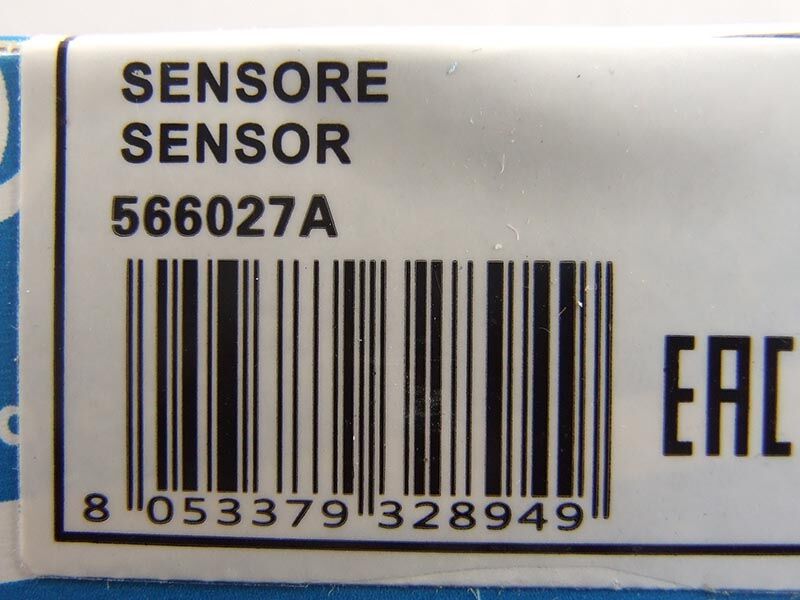 SENSORE
SENSOR
566027A
EAC
8 053379 328949